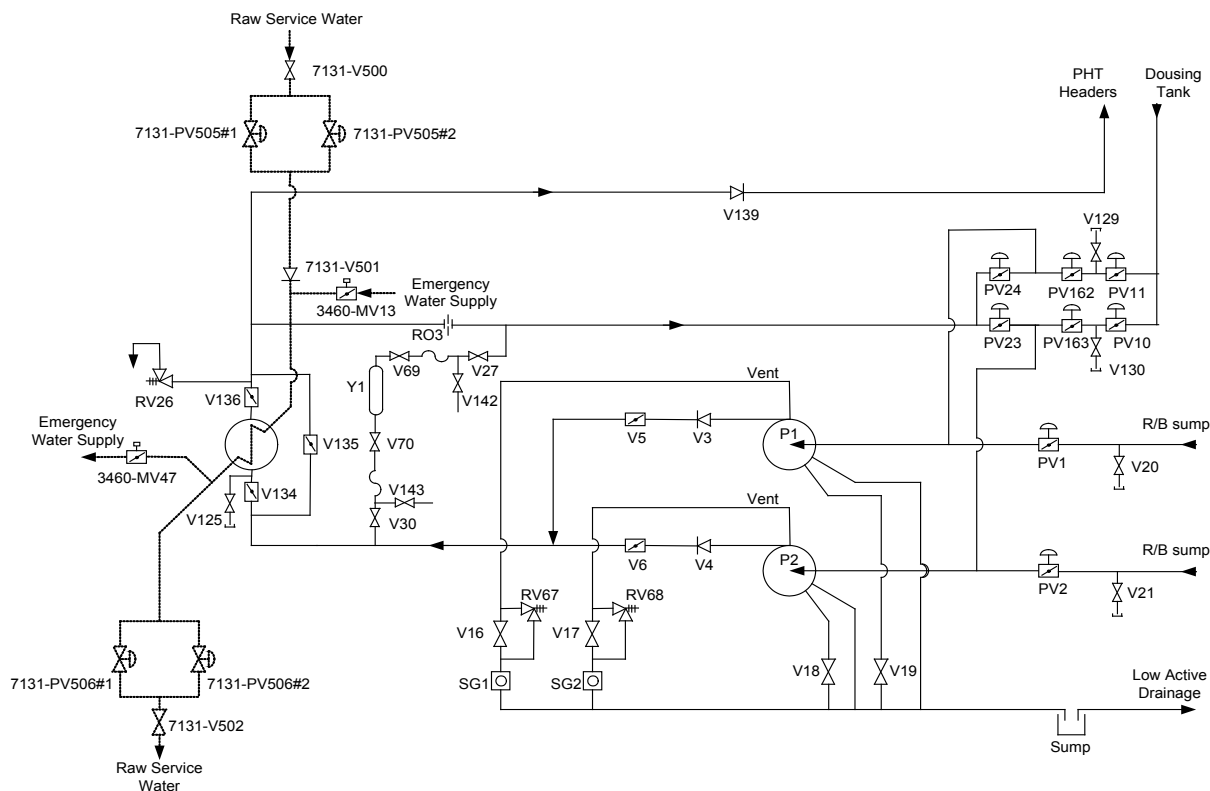 Raw Service Water
7131-V500
7131-PV505#1
7131-PV505#2
PHT
Headers
Dousing
Tank
V139
V129
7131-V501
Emergency
Water Supply
3460-MV13
PV24
PV162
PV11
RO3
PV23
PV163
PV10
V130
V69
V27
V142
Y1
RV26
V136
Vent
V5
V3
P1
R/B sump
PV1
V20
Emergency
Water Supply
3460-MV47
V135
V70
V134
V125
V143
V30
Vent
V6
V4
P2
R/B sump
PV2
V21
RV67
RV68
V16
V17
7131-PV506#1
7131-PV506#2
SG1
SG2
V18
V19
Low Active
Drainage
7131-V502
Sump
Raw Service
Water